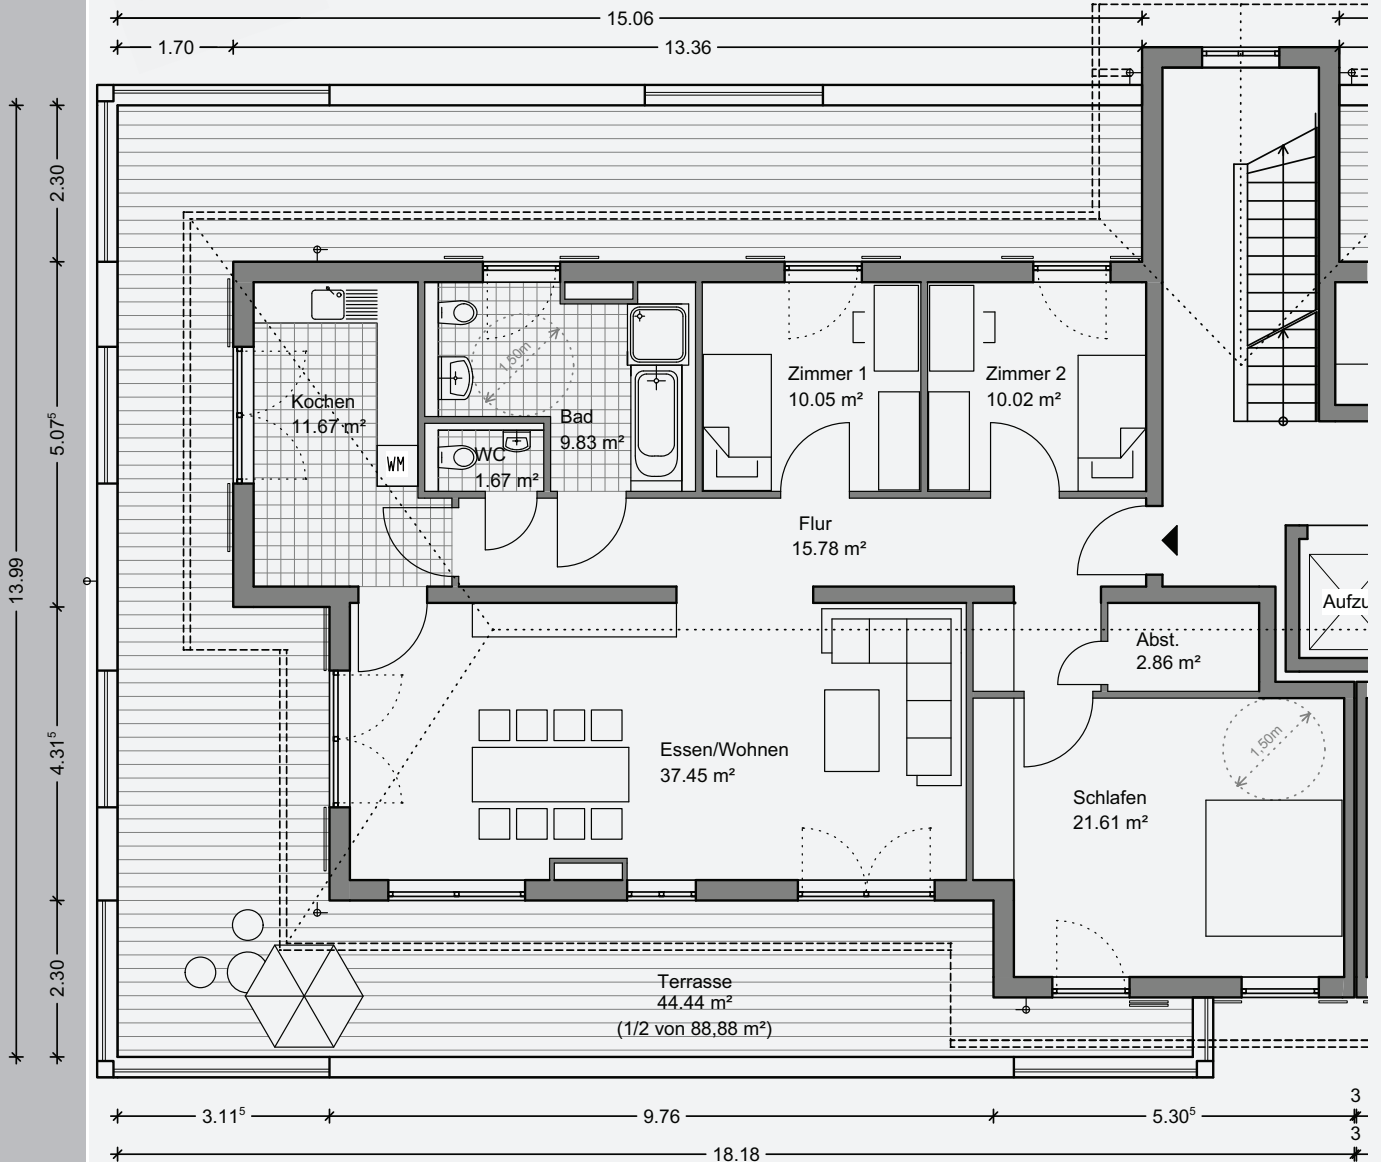 15.06
1.70
13.36
2.30
5.07⁵
13.99
4.31⁵
2.30
Kochen
11.67 m²
WM
1,50m
Bad
9.83 m²
WC
1.67 m²
Zimmer 1
10.05 m²
Zimmer 2
10.02 m²
Flur
15.78 m²
Aufzu
Abst.
2.86 m²
Essen/Wohnen
37.45 m²
1,50m
Schlafen
21.61 m²
Terrasse
44.44 m²
(1/2 von 88,88 m²)
3.11⁵
9.76
5.30⁵
3
3
18.18